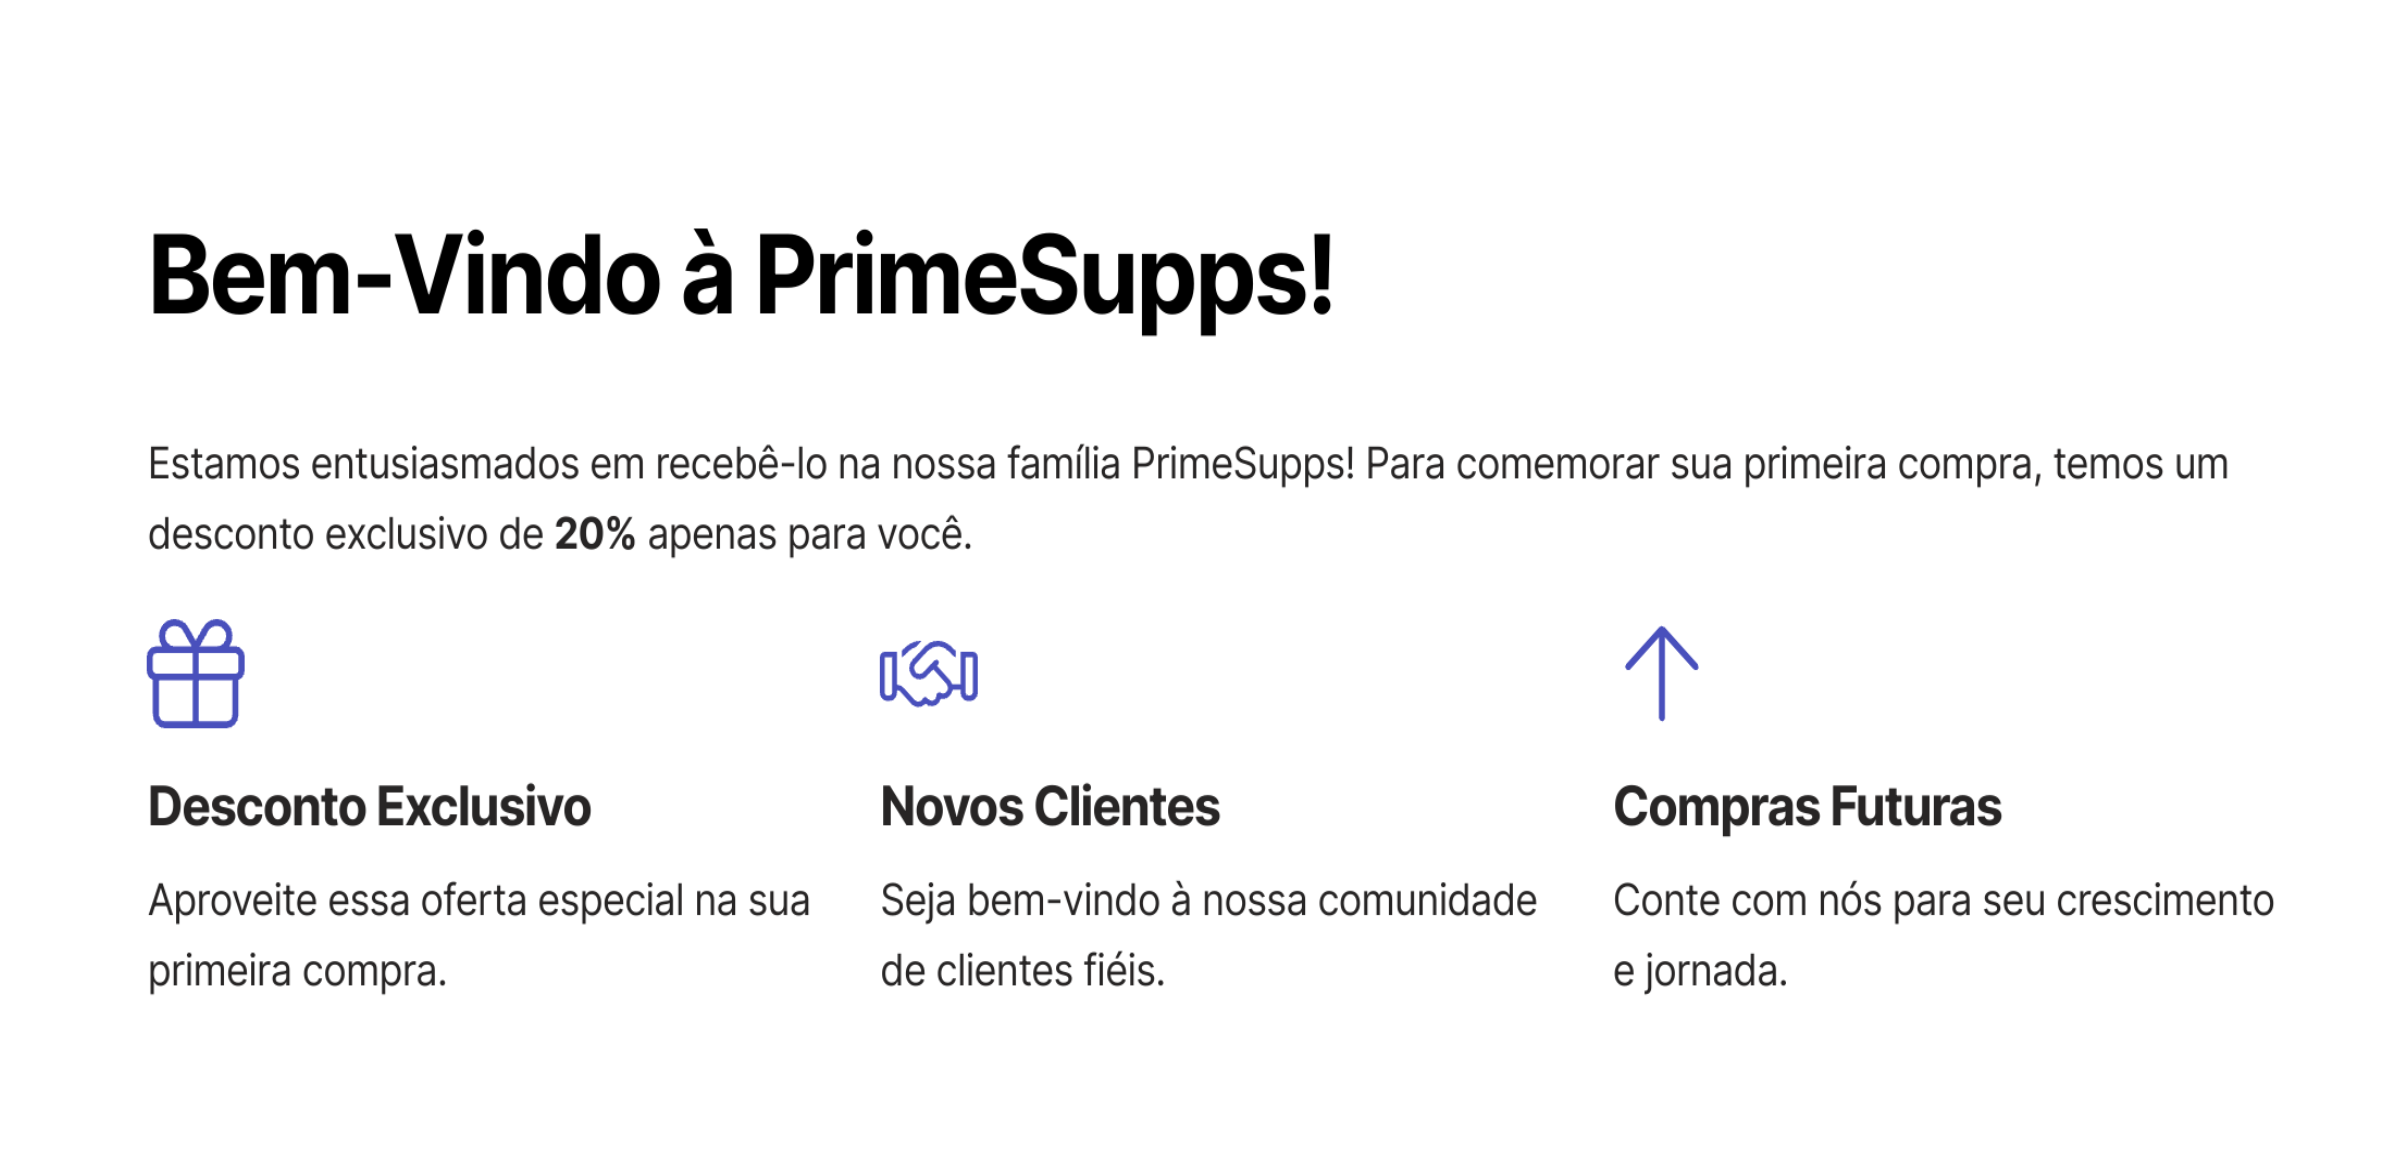 Bem-Vindo à PrimeSupps!
Estamos entusiasmados em recebê-lo na nossa família PrimeSupps! Para comemorar sua primeira compra, temos um
desconto exclusivo de 20% apenas para você.
Desconto Exclusivo
Aproveite essa oferta especial na sua
primeira compra.
Novos Clientes
Seja bem-vindo à nossa comunidade
de clientes fiéis.
Compras Futuras
Conte com nós para seu crescimento
e jornada.